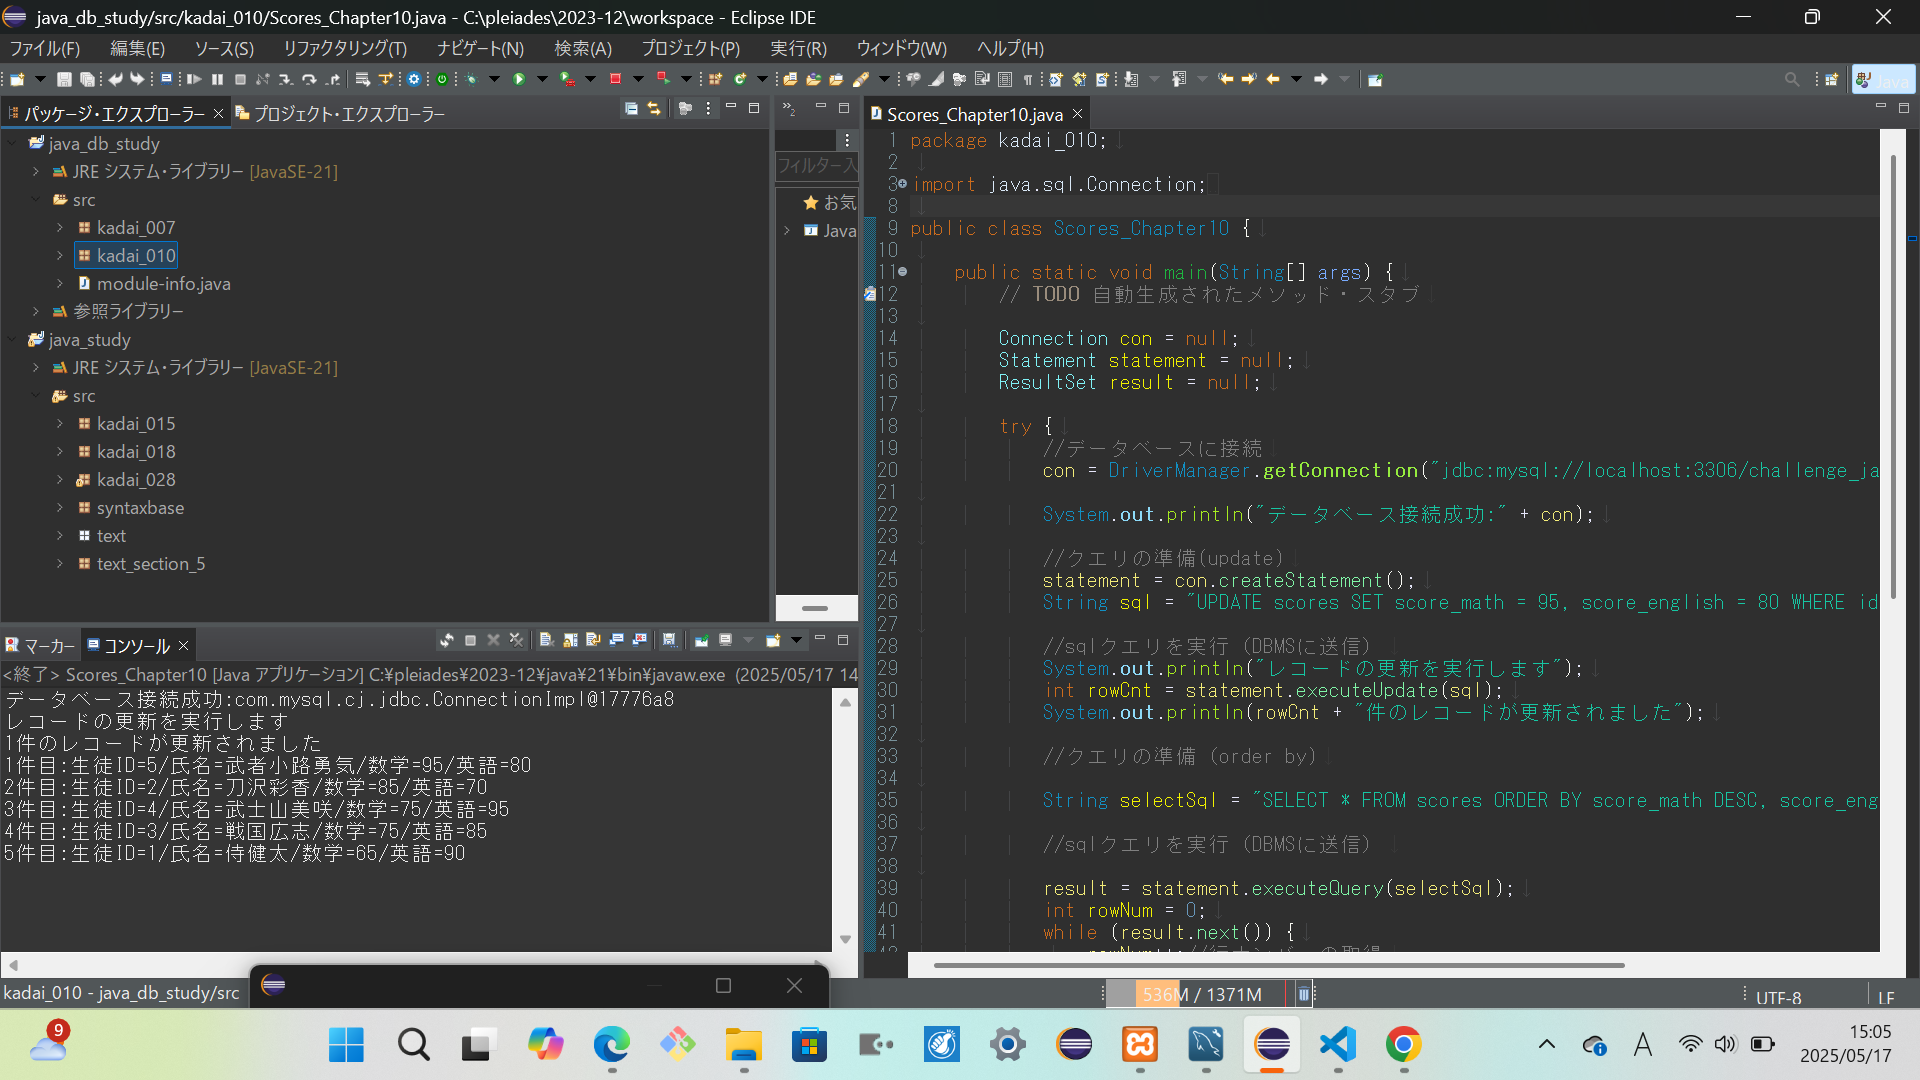 java_db_study/src/kadai_010/Scores_Chapter10.java - C:\pleiades\2023-12\workspace - Eclipse IDE
ファイル(F) 編集(E) ソース(S) リファクタリング(T) ナビゲート(N) 検索(A) プロジェクト(P) 実行(R) ウィンドウ(W) ヘルプ(H)
パッケージ・エクスプローラー
プロジェクト・エクスプローラー
java_db_study
JRE システム・ライブラリー [JavaSE-21]
src
kadai_007
kadai_010
module-info.java
参照ライブラリー
java_study
JRE システム・ライブラリー [JavaSE-21]
src
kadai_015
kadai_018
kadai_028
syntaxbase
text
text_section_5
2
フィルター入
お気
Java
Scores_Chapter10.java
1 package kadai_010;
2
3 import java.sql.Connection;
8
9 public class Scores_Chapter10 {
10
11 public static void main(String[] args) {
12 // TODO 自動生成されたメソッド・スタブ
13
14 Connection con = null;
15 Statement statement = null;
16 ResultSet result = null;
17
18 try {
19 //データベースに接続
20 con = DriverManager.getConnection("jdbc:mysql://localhost:3306/challenge_ja
21
22 System.out.println("データベース接続成功:" + con);
23
24 //クエリの準備(update)
25 statement = con.createStatement();
26 String sql = "UPDATE scores SET score_math = 95, score_english = 80 WHERE id
27
28 //sqlクエリを実行（DBMSに送信）
29 System.out.println("レコードの更新を実行します");
30 int rowCnt = statement.executeUpdate(sql);
31 System.out.println(rowCnt + "件のレコードが更新されました");
32
33 //クエリの準備（order by）
34
35 String selectSql = "SELECT * FROM scores ORDER BY score_math DESC, score_eng
36
37 //sqlクエリを実行（DBMSに送信）
38
39 result = statement.executeQuery(selectSql);
40 int rowNum = 0;
41 while (result.next()) {
マーカー
コンソール
<終了> Scores_Chapter10 [Java アプリケーション] C:¥pleiades¥2023-12¥java¥21¥bin¥javaw.exe (2025/05/17 14
データベース接続成功:com.mysql.cj.jdbc.ConnectionImpl@17776a8
レコードの更新を実行します
1件のレコードが更新されました
1件目:生徒ID=5/氏名=武者小路勇気/数学=95/英語=80
2件目:生徒ID=2/氏名=刀沢彩香/数学=85/英語=70
3件目:生徒ID=4/氏名=武士山美咲/数学=75/英語=95
4件目:生徒ID=3/氏名=戦国広志/数学=75/英語=85
5件目:生徒ID=1/氏名=侍健太/数学=65/英語=90
kadai_010 - java_db_study/src
536M / 1371M
UTF-8
LF
9
A
15:05
2025/05/17